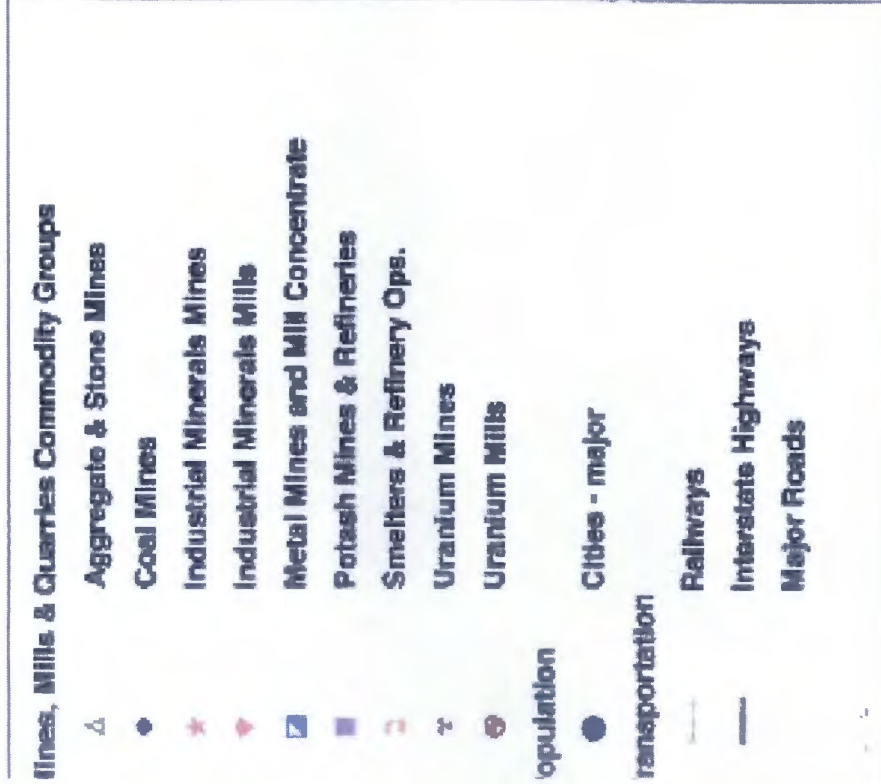 lines, Mills & Quarries Commodity Groups
Aggregate & Stone Mines
Coal Mines
Industrial Minerals Mines
Industrial Minerals Mills
Metal Mines and Mill Concentrate
Potash Mines & Refineries
Smelters & Refinery Ops.
Uranium Mines
Uranium Mills
opulation
Cities - major
ransportation
Railways
Interstate Highways
Major Roads